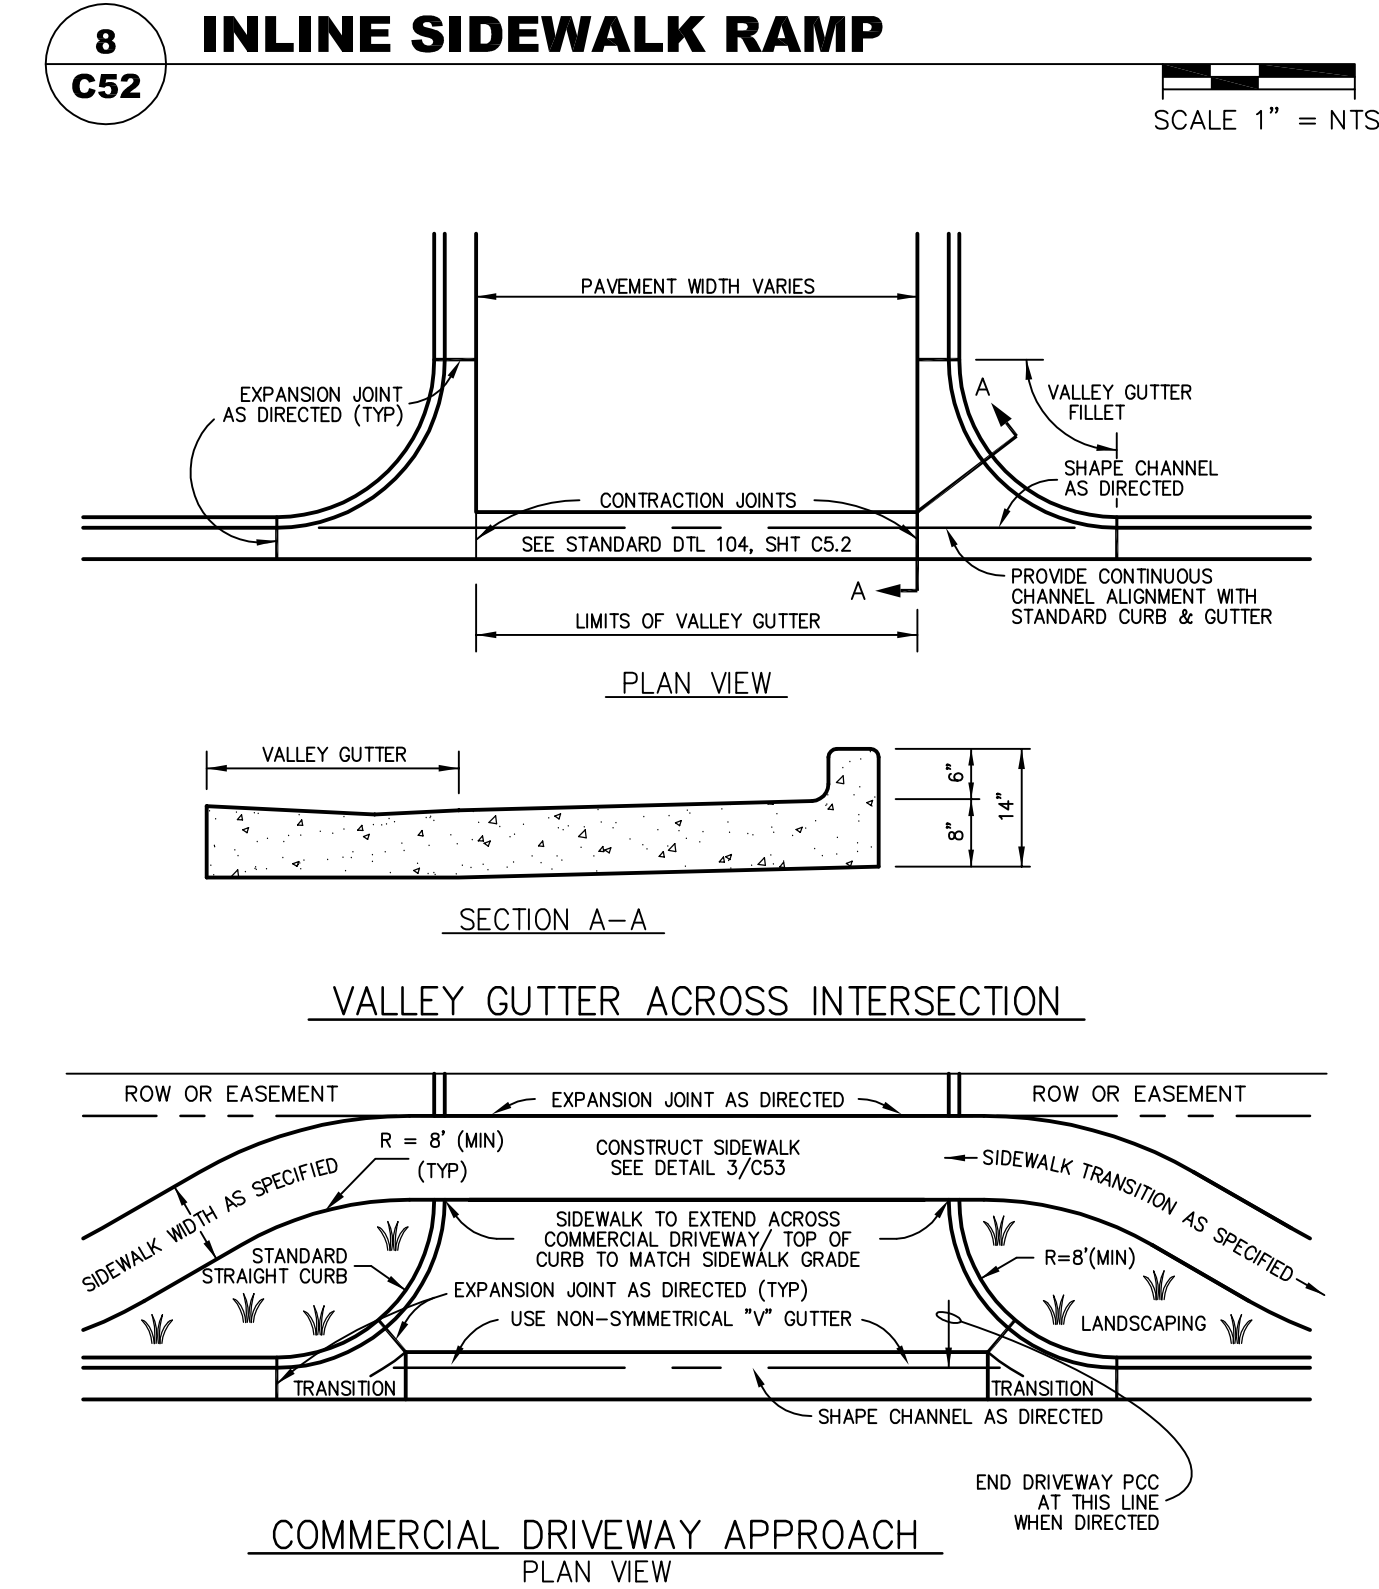 8
C52
INLINE SIDEWALK RAMP
SCALE 1" = NTS
PAVEMENT WIDTH VARIES
EXPANSION JOINT
AS DIRECTED (TYP)
A
VALLEY GUTTER
FILLET
SHAPE CHANNEL
AS DIRECTED
CONTRACTION JOINTS
SEE STANDARD DTL 104, SHT C5.2
A
PROVIDE CONTINUOUS
CHANNEL ALIGNMENT WITH
STANDARD CURB & GUTTER
LIMITS OF VALLEY GUTTER
PLAN VIEW
VALLEY GUTTER
6"
8"
14"
SECTION A-A
VALLEY GUTTER ACROSS INTERSECTION
ROW OR EASEMENT
EXPANSION JOINT AS DIRECTED
ROW OR EASEMENT
R = 8' (MIN)
(TYP)
CONSTRUCT SIDEWALK
SEE DETAIL 3/C53
SIDEWALK TRANSITION AS SPECIFIED
SIDEWALK WIDTH AS SPECIFIED
SIDEWALK TO EXTEND ACROSS
COMMERCIAL DRIVEWAY/ TOP OF
CURB TO MATCH SIDEWALK GRADE
STANDARD
STRAIGHT CURB
R=8'(MIN)
EXPANSION JOINT AS DIRECTED (TYP)
USE NON-SYMMETRICAL "V" GUTTER
LANDSCAPING
TRANSITION
TRANSITION
SHAPE CHANNEL AS DIRECTED
END DRIVEWAY PCC
AT THIS LINE
WHEN DIRECTED
COMMERCIAL DRIVEWAY APPROACH
PLAN VIEW